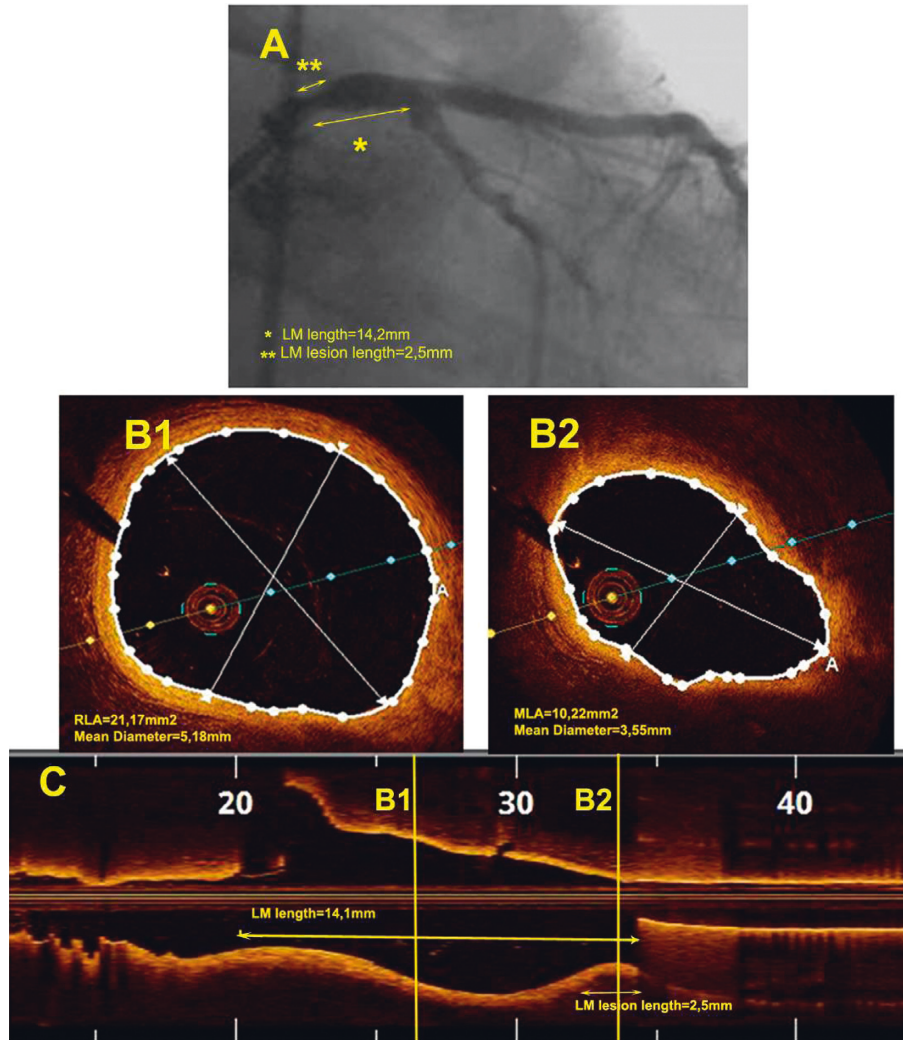 A
**
*
* LM length=14,2mm
** LM lesion length=2,5mm
B1
A
RLA=21,17mm2
Mean Diameter=5,18mm
B2
A
MLA=10,22mm2
Mean Diameter=3,55mm
C
20
B1
30
B2
40
LM length=14,1mm
LM lesion length=2,5mm